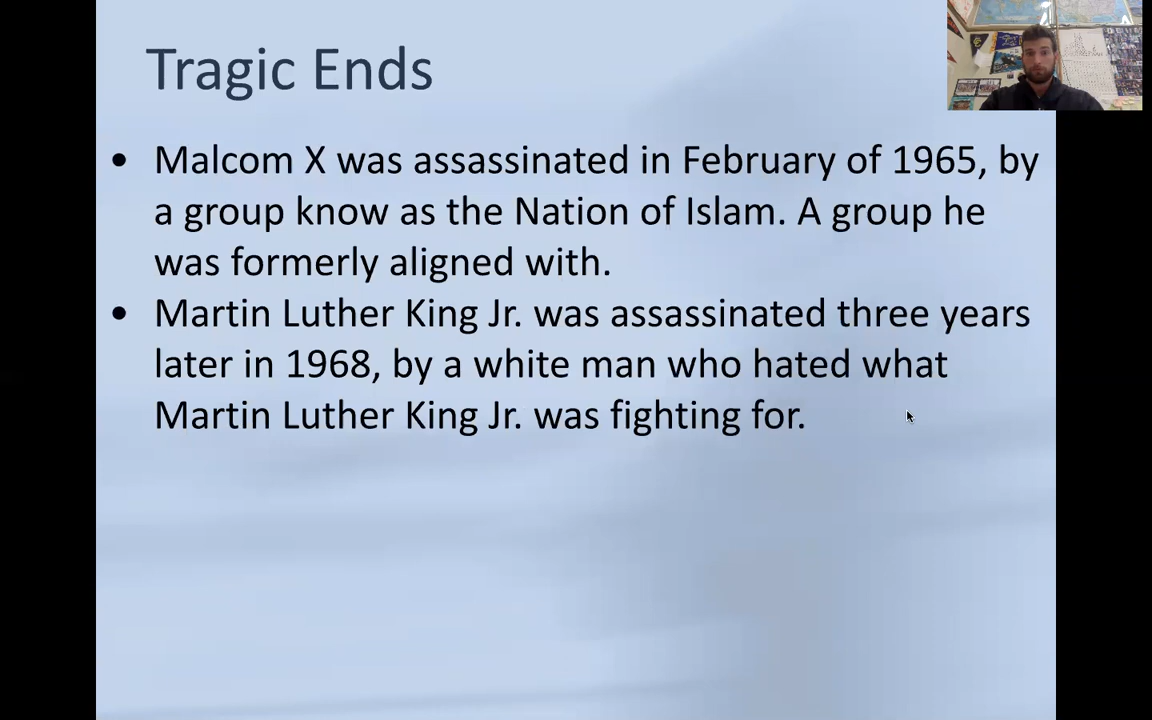 Tragic Ends
• Malcom X was assassinated in February of 1965, by
a group know as the Nation of Islam. A group he
was formerly aligned with.
• Martin Luther King Jr. was assassinated three years
later in 1968, by a white man who hated what
Martin Luther King Jr. was fighting for.